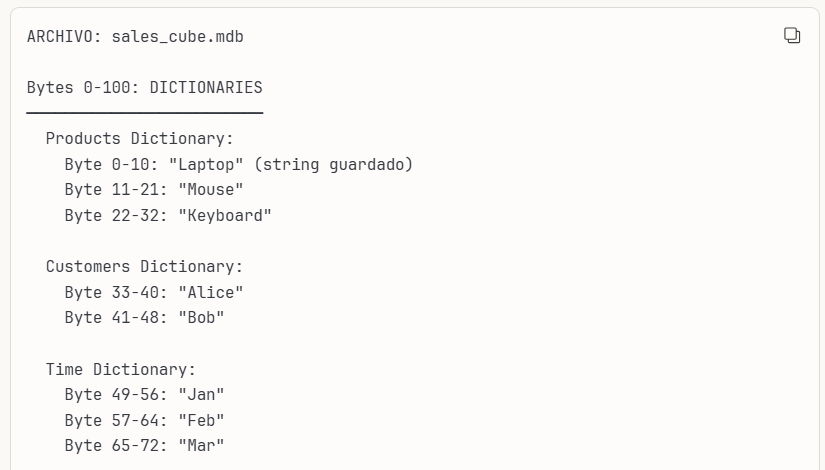 ARCHIVO: sales_cube.mdb
Bytes 0-100: DICTIONARIES
Products Dictionary:
Byte 0-10: "Laptop" (string guardado)
Byte 11-21: "Mouse"
Byte 22-32: "Keyboard"
Customers Dictionary:
Byte 33-40: "Alice"
Byte 41-48: "Bob"
Time Dictionary:
Byte 49-56: "Jan"
Byte 57-64: "Feb"
Byte 65-72: "Mar"